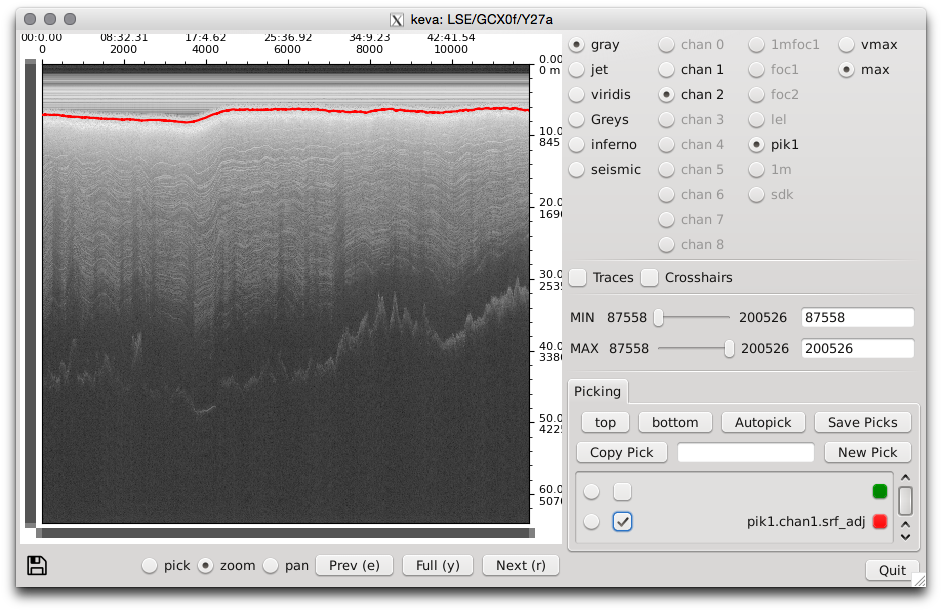 keva: LSE/GCX0f/Y27a
00:0.00 08:32.31 17:4.62 25:36.92 34:9.23 42:41.54
0 2000 4000 6000 8000 10000
0.00
0 m
10.0
845
20.0
1690
30.0
2535
40.0
3380
50.0
4225
60.0
5070
gray chan 0 1mfoc1 vmax
jet chan 1 foc1 max
viridis chan 2 foc2
Greys chan 3 lel
inferno chan 4 pik1
seismic chan 5 1m
chan 6 sdk
chan 7
chan 8
Traces Crosshairs
MIN 87558 200526 87558
MAX 87558 200526 200526
Picking
top bottom Autopick Save Picks
Copy Pick New Pick
pik1.chan1.srf_adj
pick zoom pan Prev (e) Full (y) Next (r)
Quit